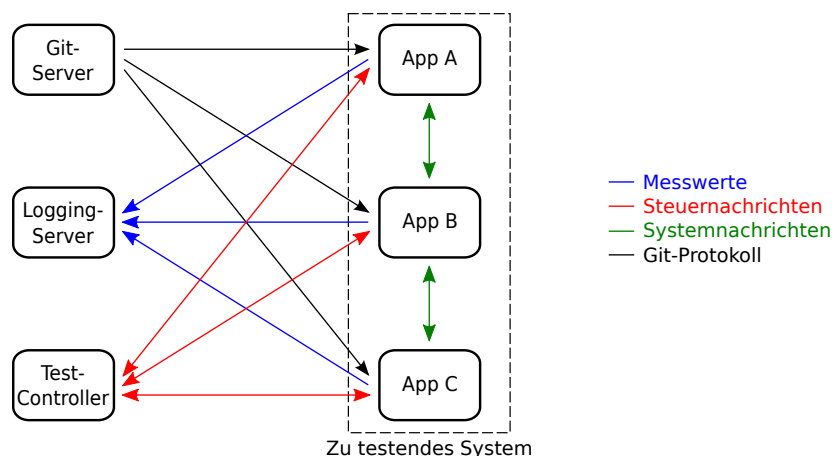 Git-
Server
App A
Logging-
Server
App B
Test-
Controller
App C
Zu testendes System
Messwerte
Steuernachrichten
Systemnachrichten
Git-Protokoll